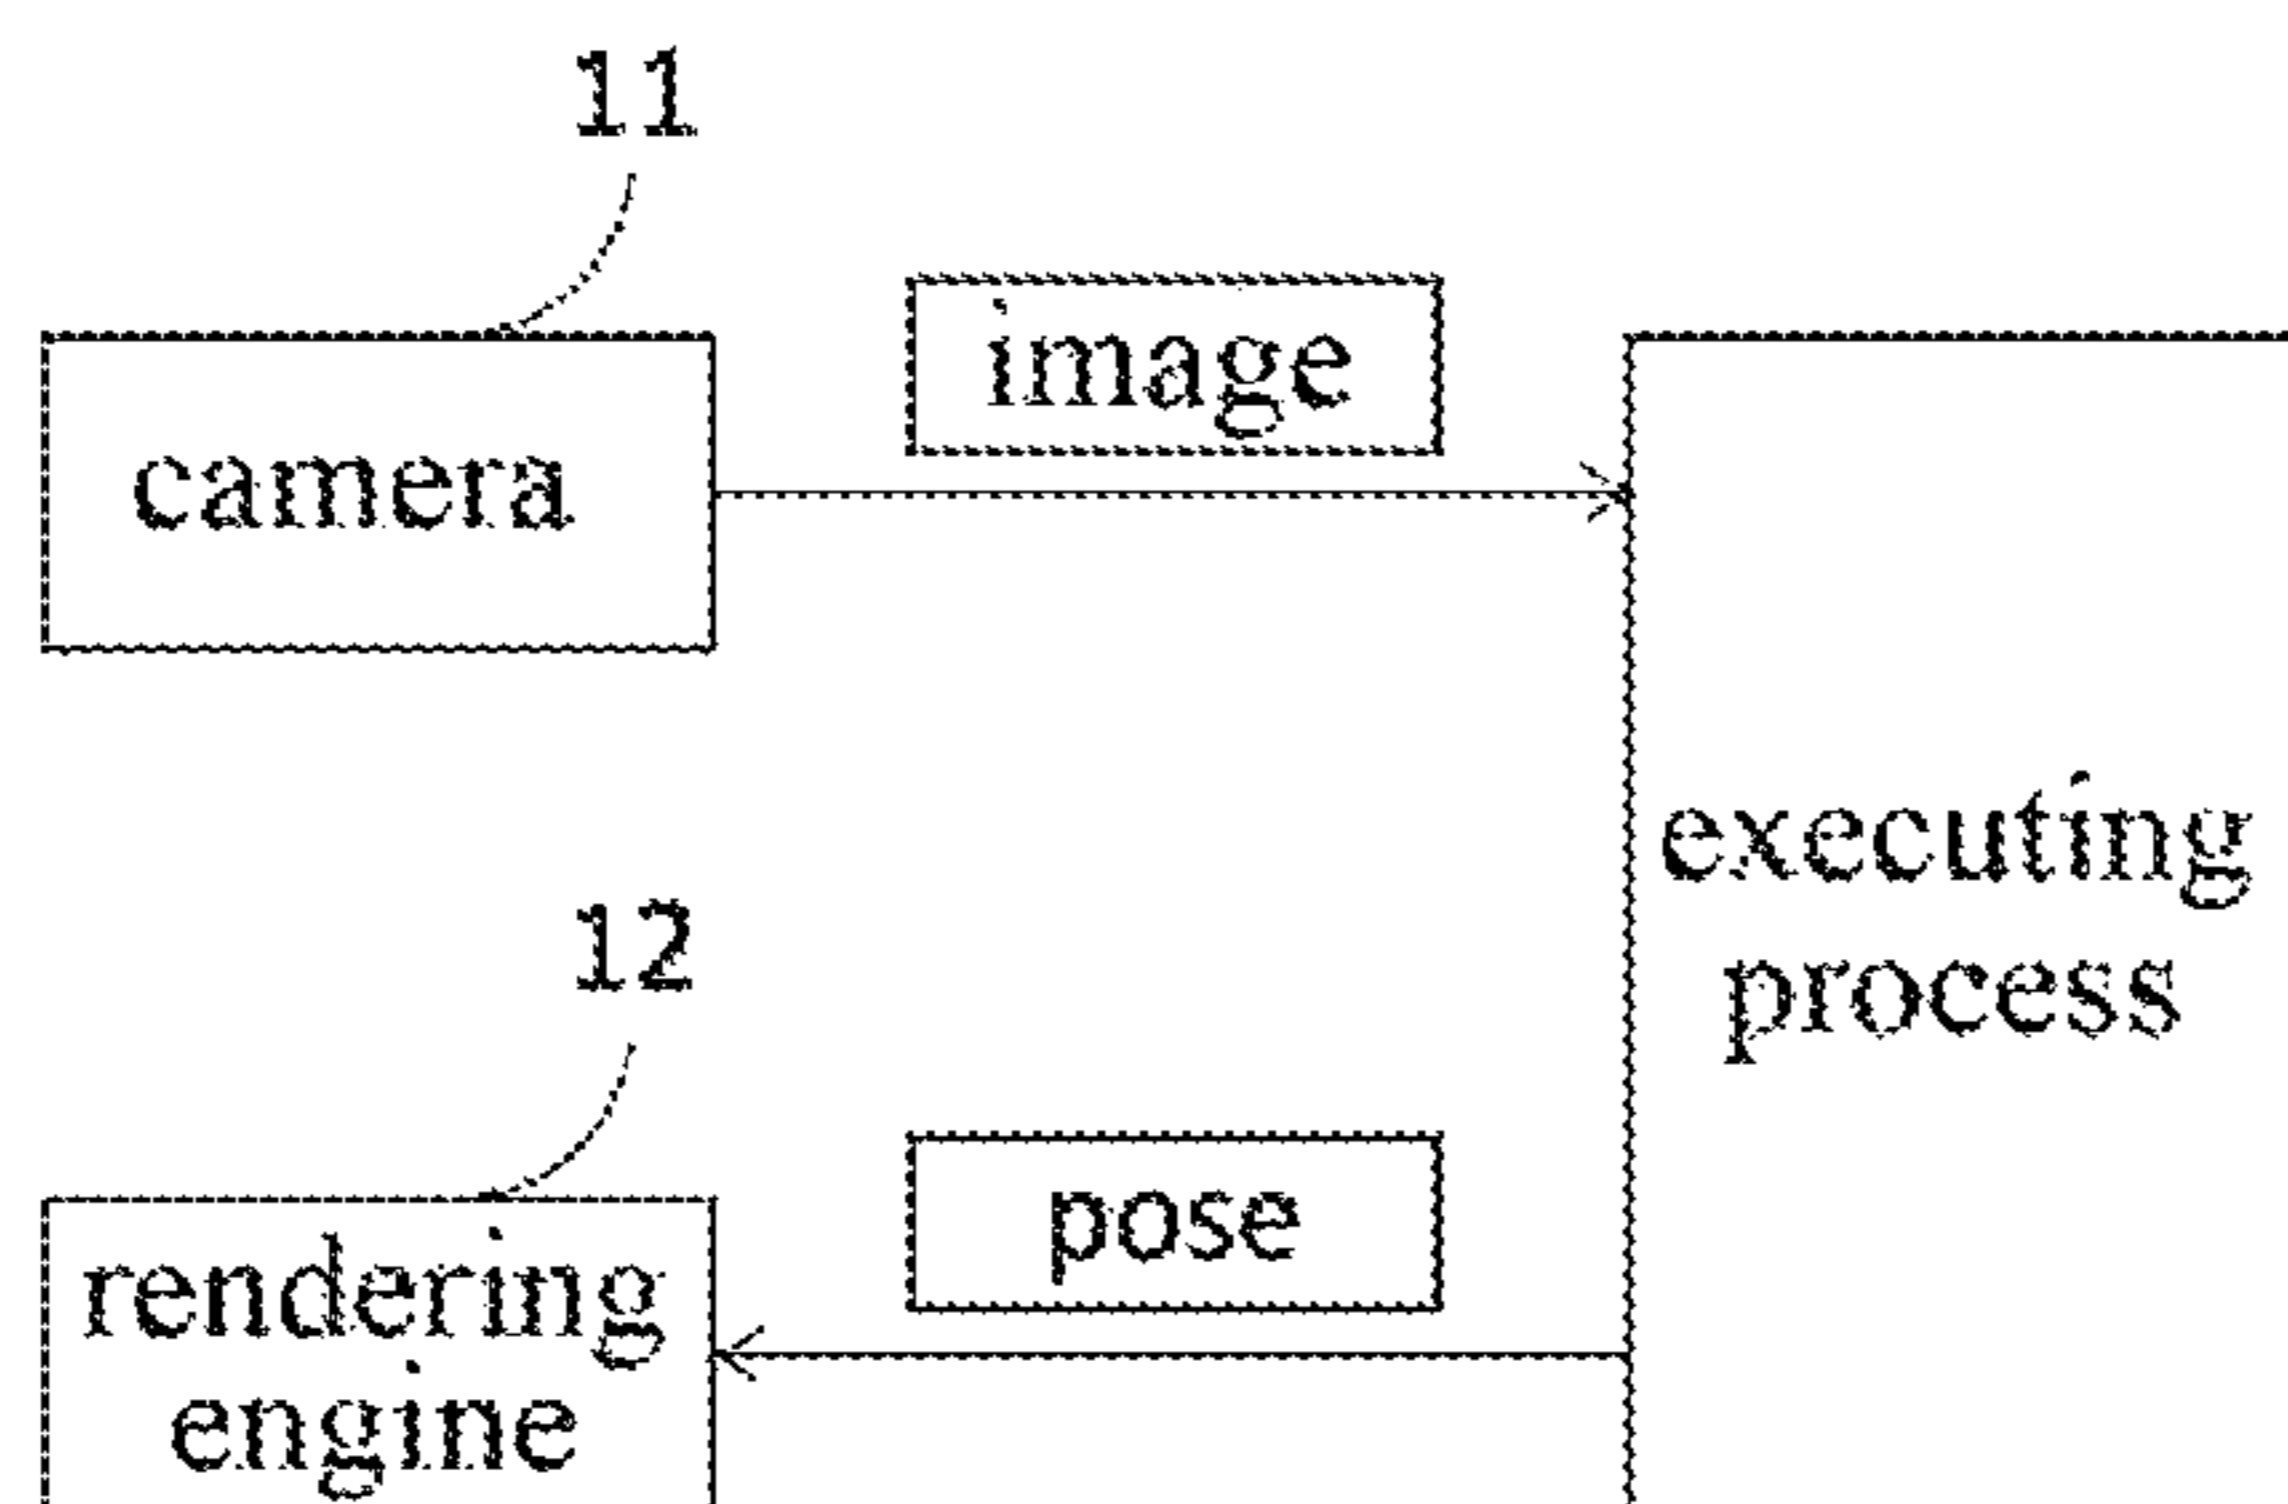 11
image
camera
executing
process
12
pose
rendering
engine